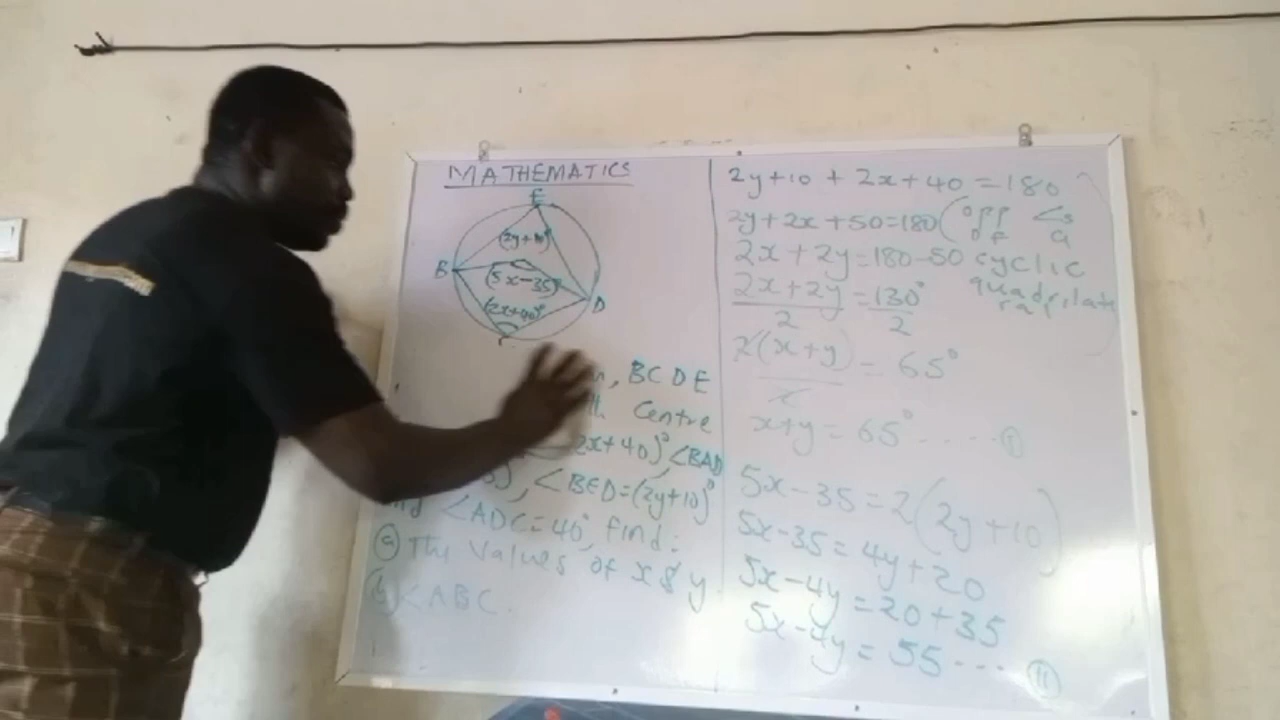 MATHEMATICS
E
(2y+10)°
B
(5x-35)°
(2x+40)°
D
, BCDE
Centre
2x+40)°, <BAD
), <BED=(2y+10)°
<ADC=40°, find:
(a) The values of x & y
<ABC.
2y+10 + 2x+40 =180
2y+2x+50=180 (opp <s
of a
2x+2y=180-50 cyclic
quadrilateral
2x+2y=130°
2 2
2(x+y) = 65°
2
x+y=65° ...... (i)
5x-35=2(2y+10)
5x-35=4y+20
5x-4y=20+35
5x-4y=55.... (ii)